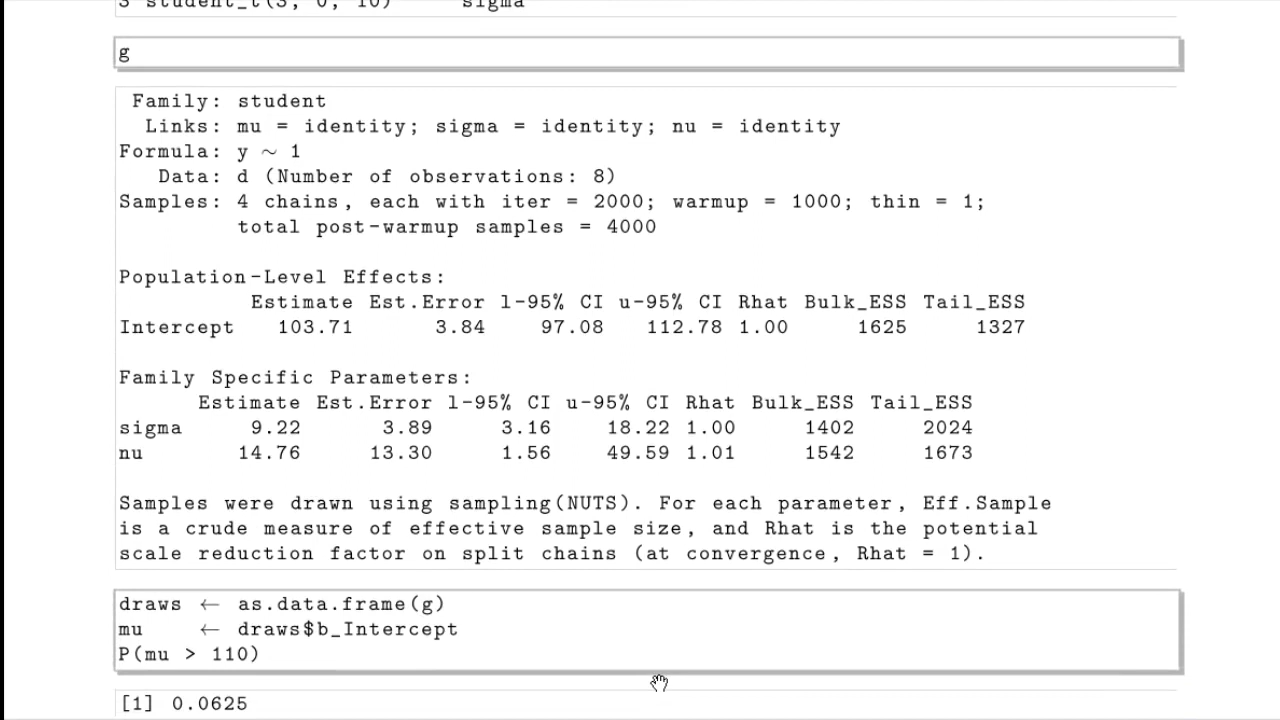 3 student_t(3, 0, 10) sigma
g
Family: student
Links: mu = identity; sigma = identity; nu = identity
Formula: y ~ 1
Data: d (Number of observations: 8)
Samples: 4 chains, each with iter = 2000; warmup = 1000; thin = 1;
total post-warmup samples = 4000
Population-Level Effects:
Estimate Est.Error l-95% CI u-95% CI Rhat Bulk_ESS Tail_ESS
Intercept 103.71 3.84 97.08 112.78 1.00 1625 1327
Family Specific Parameters:
Estimate Est.Error l-95% CI u-95% CI Rhat Bulk_ESS Tail_ESS
sigma 9.22 3.89 3.16 18.22 1.00 1402 2024
nu 14.76 13.30 1.56 49.59 1.01 1542 1673
Samples were drawn using sampling(NUTS). For each parameter, Eff.Sample
is a crude measure of effective sample size, and Rhat is the potential
scale reduction factor on split chains (at convergence, Rhat = 1).
draws ← as.data.frame(g)
mu ← draws$b_Intercept
P(mu > 110)
[1] 0.0625